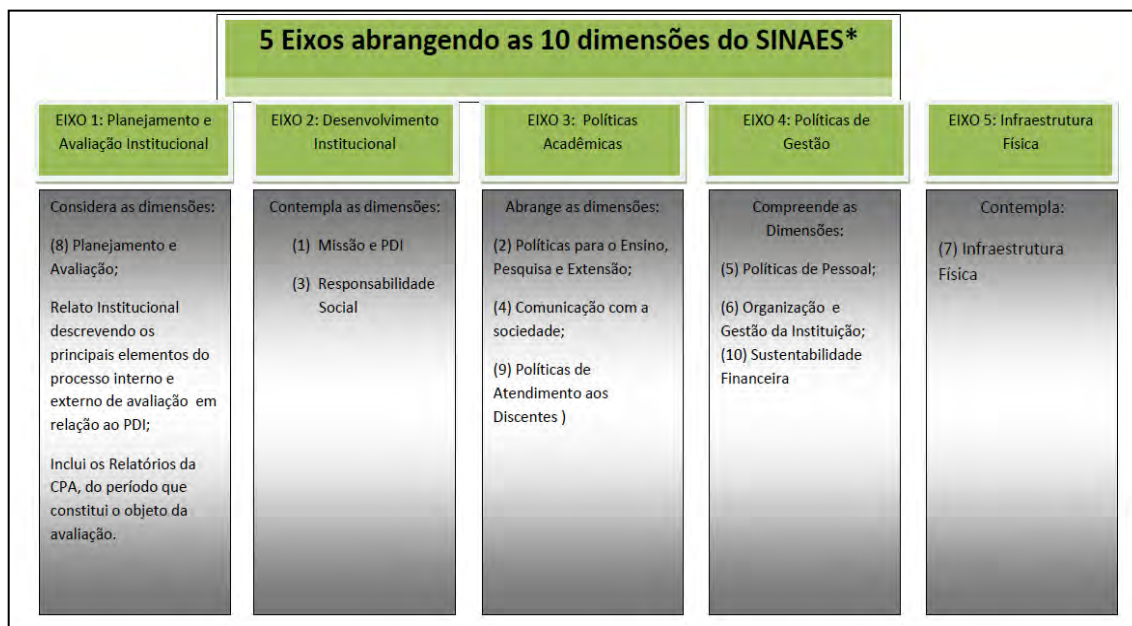 5 Eixos abrangendo as 10 dimensões do SINAES*
EIXO 1: Planejamento e
Avaliação Institucional
Considera as dimensões:
(8) Planejamento e
Avaliação;
Relato Institucional
descrevendo os
principais elementos do
processo interno e
externo de avaliação em
relação ao PDI;
Inclui os Relatórios da
CPA, do período que
constitui o objeto da
avaliação.
EIXO 2: Desenvolvimento
Institucional
Contempla as dimensões:
(1) Missão e PDI
(3) Responsabilidade
Social
EIXO 3: Políticas
Acadêmicas
Abrange as dimensões:
(2) Políticas para o Ensino,
Pesquisa e Extensão;
(4) Comunicação com a
sociedade;
(9) Políticas de
Atendimento aos
Discentes )
EIXO 4: Políticas de
Gestão
Compreende as
Dimensões:
(5) Políticas de Pessoal;
(6) Organização e
Gestão da Instituição;
(10) Sustentabilidade
Financeira
EIXO 5: Infraestrutura
Física
Contempla:
(7) Infraestrutura
Física